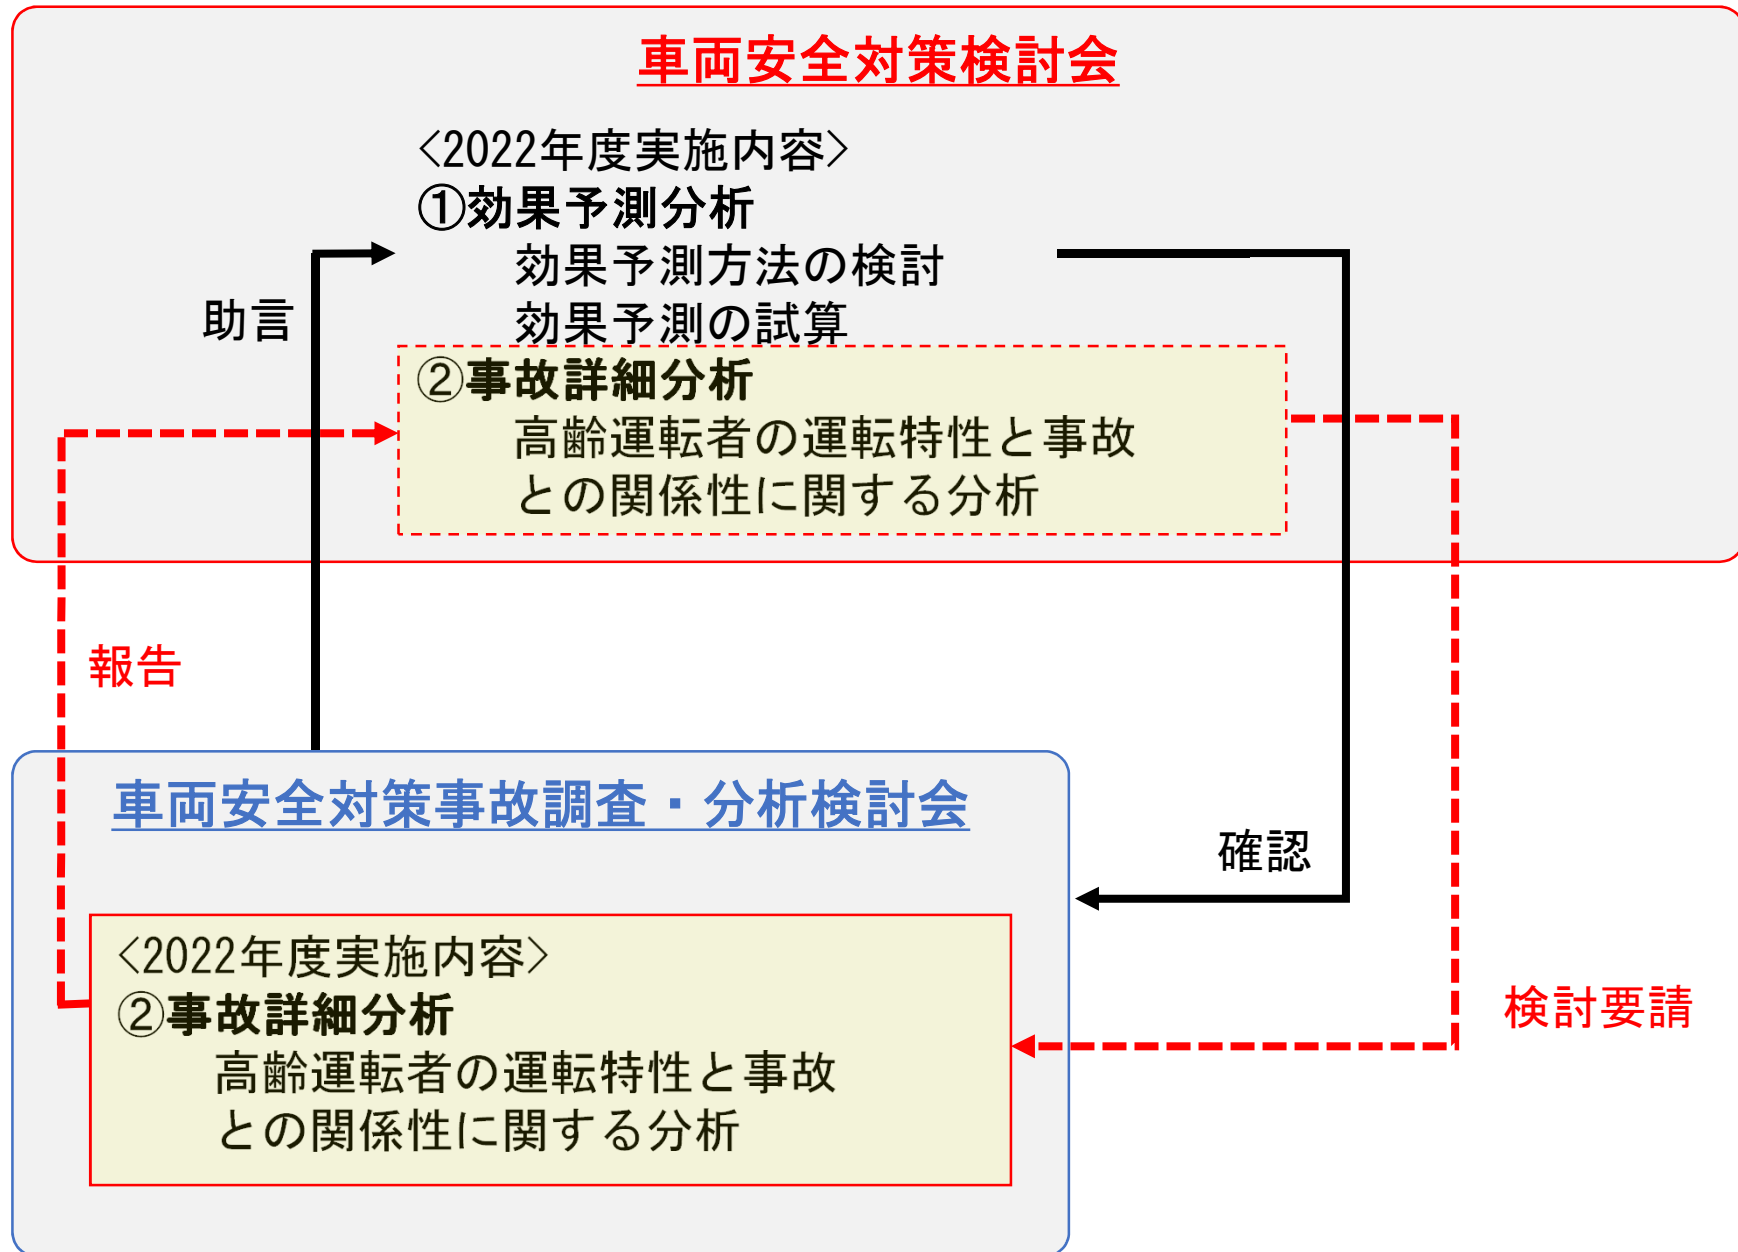 車両安全対策検討会
<2022年度実施内容>
①効果予測分析
効果予測方法の検討
効果予測の試算
②事故詳細分析
高齢運転者の運転特性と事故
との関係性に関する分析
助言
報告
車両安全対策事故調査・分析検討会
確認
<2022年度実施内容>
②事故詳細分析
高齢運転者の運転特性と事故
との関係性に関する分析
検討要請